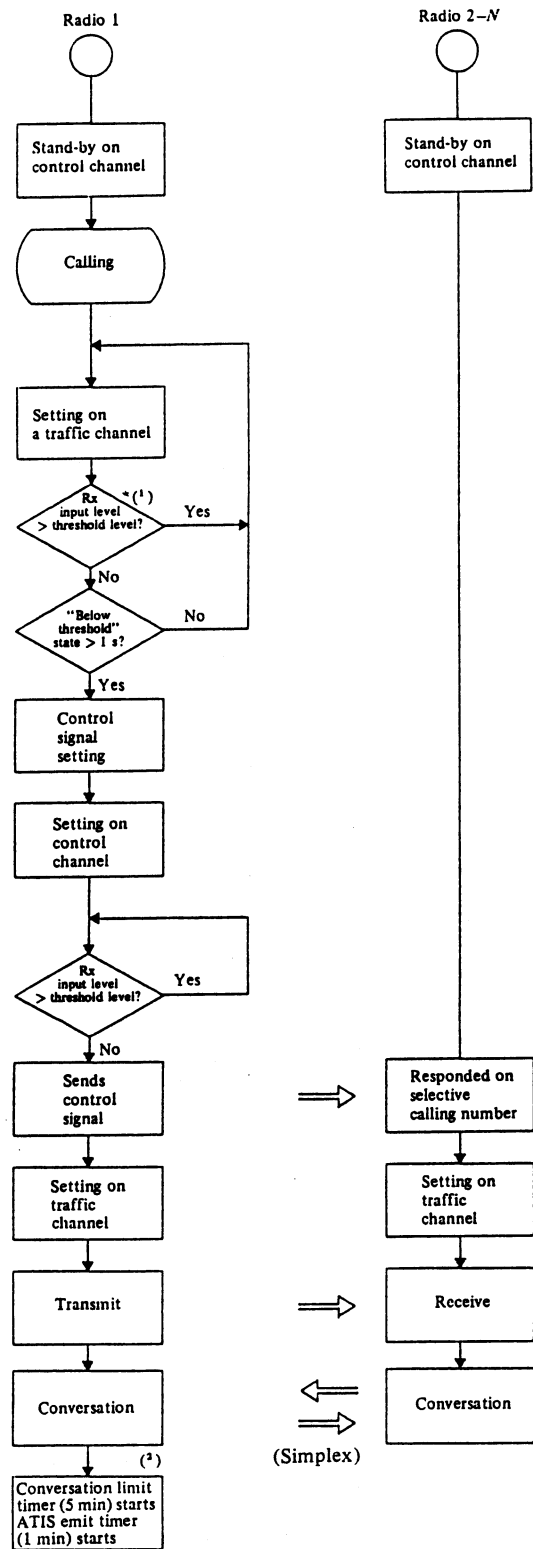 Radio 1
Radio 2–N
Stand-by on
control channel
Stand-by on
control channel
Calling
Setting on
a traffic channel
*(¹)
Rx
input level
> threshold level?
Yes
No
"Below
threshold"
state > 1 s?
No
Yes
Control
signal
setting
Setting on
control
channel
Rx
input level
> threshold level?
Yes
No
Sends
control
signal
Responded on
selective
calling number
Setting on
traffic
channel
Setting on
traffic
channel
Transmit
Receive
Conversation
Conversation
(Simplex)
(²)
Conversation limit
timer (5 min) starts
ATIS emit timer
(1 min) starts